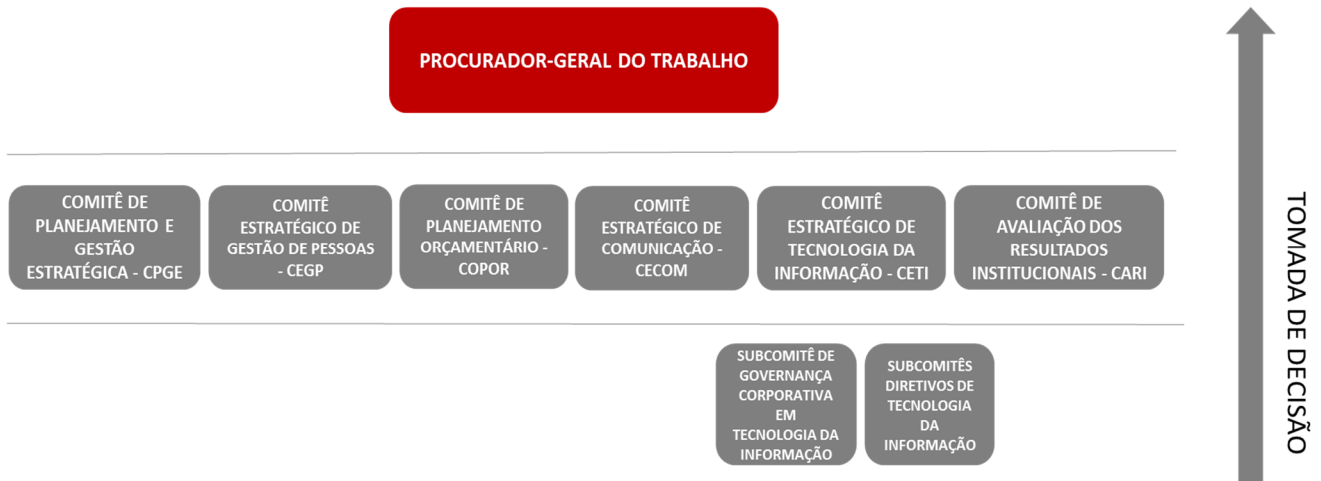 PROCURADOR-GERAL DO TRABALHO
COMITÊ DE
PLANEJAMENTO E
GESTÃO
ESTRATÉGICA - CPGE
COMITÊ
ESTRATÉGICO DE
GESTÃO DE PESSOAS
- CEGP
COMITÊ DE
PLANEJAMENTO
ORÇAMENTÁRIO -
COPOR
COMITÊ
ESTRATÉGICO DE
COMUNICAÇÃO -
CECOM
COMITÊ
ESTRATÉGICO DE
TECNOLOGIA DA
INFORMAÇÃO - CETI
COMITÊ DE
AVALIAÇÃO DOS
RESULTADOS
INSTITUCIONAIS - CARI
SUBCOMITÊ DE
GOVERNANÇA
CORPORATIVA
EM
TECNOLOGIA DA
INFORMAÇÃO
SUBCOMITÊS
DIRETIVOS DE
TECNOLOGIA
DA
INFORMAÇÃO
TOMADA DE DECISÃO